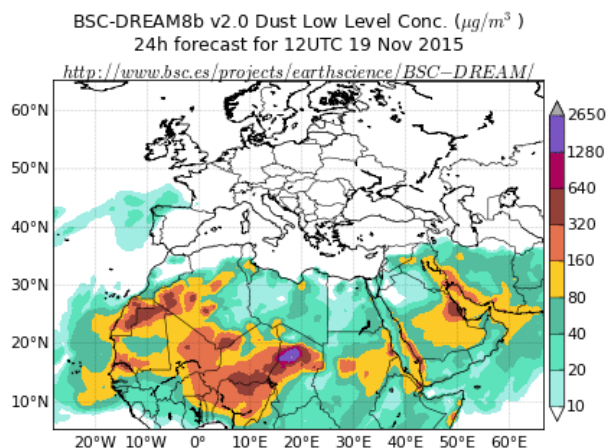 BSC-DREAM8b v2.0 Dust Low Level Conc. (μg/m³ )
24h forecast for 12UTC 19 Nov 2015
http://www.bsc.es/projects/earthscience/BSC−DREAM/
60°N
50°N
40°N
30°N
20°N
10°N
20°W 10°W 0° 10°E 20°E 30°E 40°E 50°E 60°E
2650
1280
640
320
160
80
40
20
10